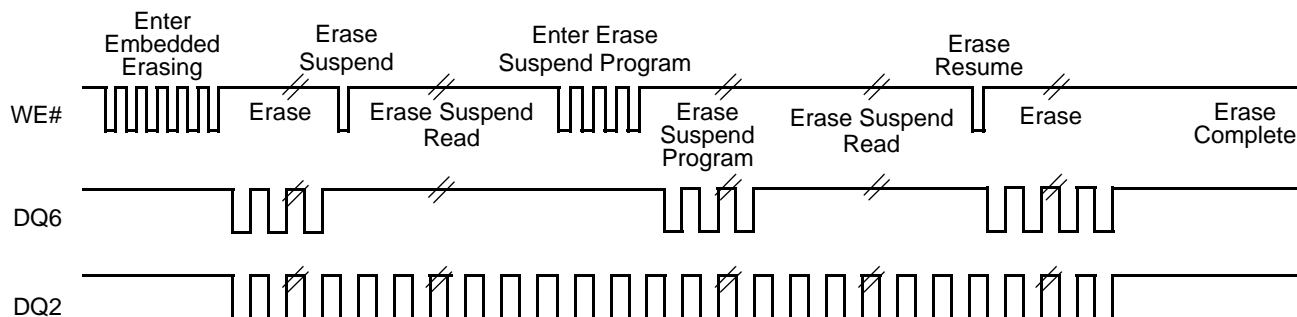 Enter
Embedded
Erasing
Erase
Suspend
Enter Erase
Suspend Program
Erase
Resume
WE#
Erase
Erase Suspend
Read
Erase
Suspend
Program
Erase Suspend
Read
Erase
Erase
Complete
DQ6
DQ2